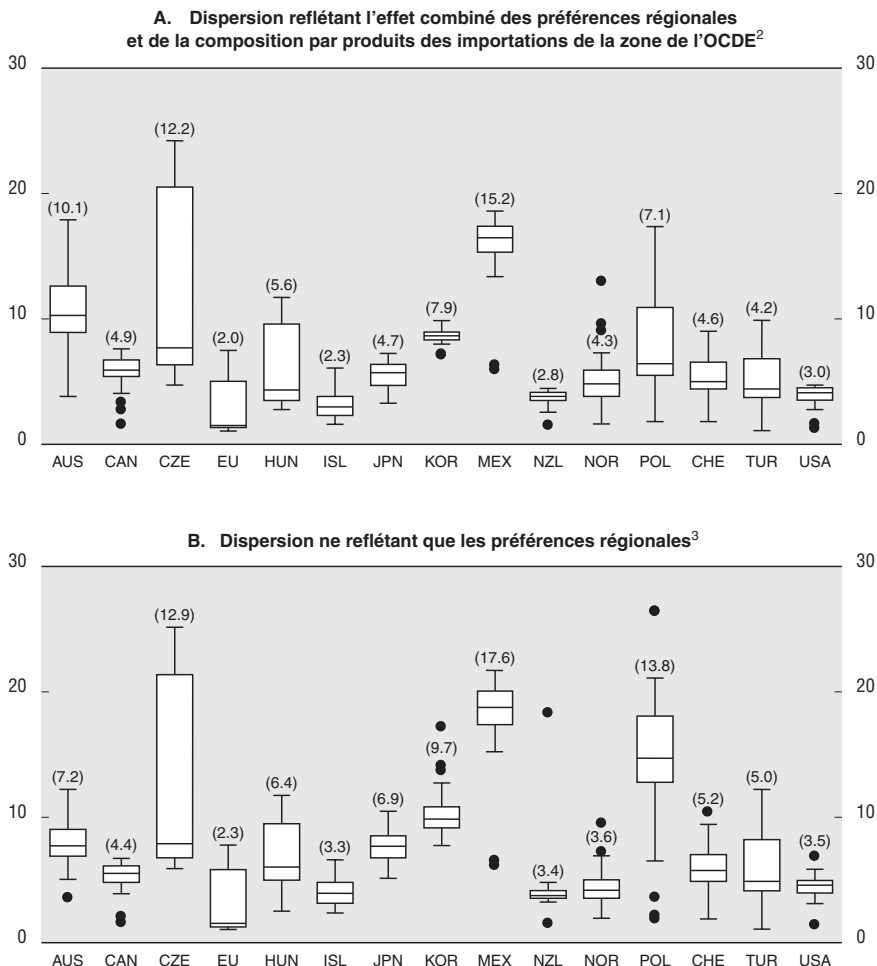 A. Dispersion reflétant l'effet combiné des préférences régionales
et de la composition par produits des importations de la zone de l'OCDE²
30 30
(12.2)
20 (15.2) 20
(10.1) (7.1)
(5.6) (7.9)
10 (4.9) (4.7) (4.3) (4.6) (4.2) 10
(2.0) (2.3) (2.8) (3.0)
0 0
AUS CAN CZE EU HUN ISL JPN KOR MEX NZL NOR POL CHE TUR USA
B. Dispersion ne reflétant que les préférences régionales³
30 30
(12.9)
20 (17.6) (13.8) 20
(7.2) (6.4) (9.7)
10 (4.4) (6.9) (3.6) (5.2) (5.0) 10
(2.3) (3.3) (3.4) (3.5)
0 0
AUS CAN CZE EU HUN ISL JPN KOR MEX NZL NOR POL CHE TUR USA